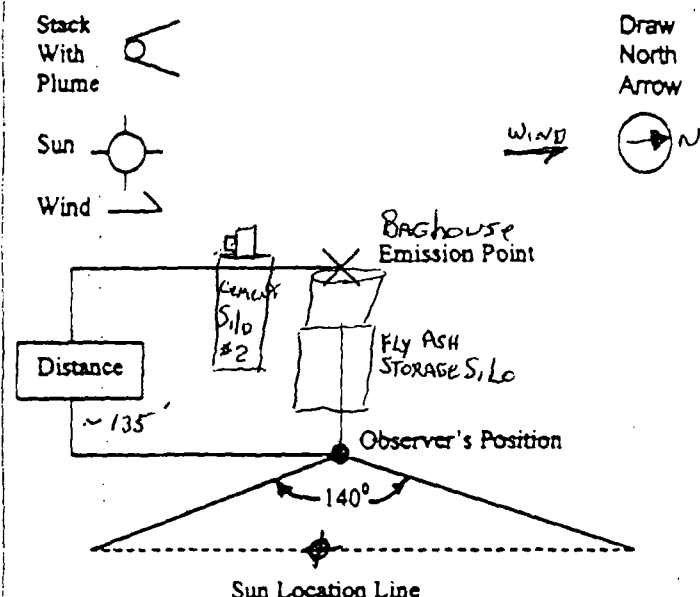 Stack
With
Plume
Sun
Wind
Draw
North
Arrow
WIND
N
BAGhouse
Emission Point
CEMENT
SILO
#2
FLY ASH
STORAGE SILO
Distance
~ 135'
Observer's Position
140°
Sun Location Line